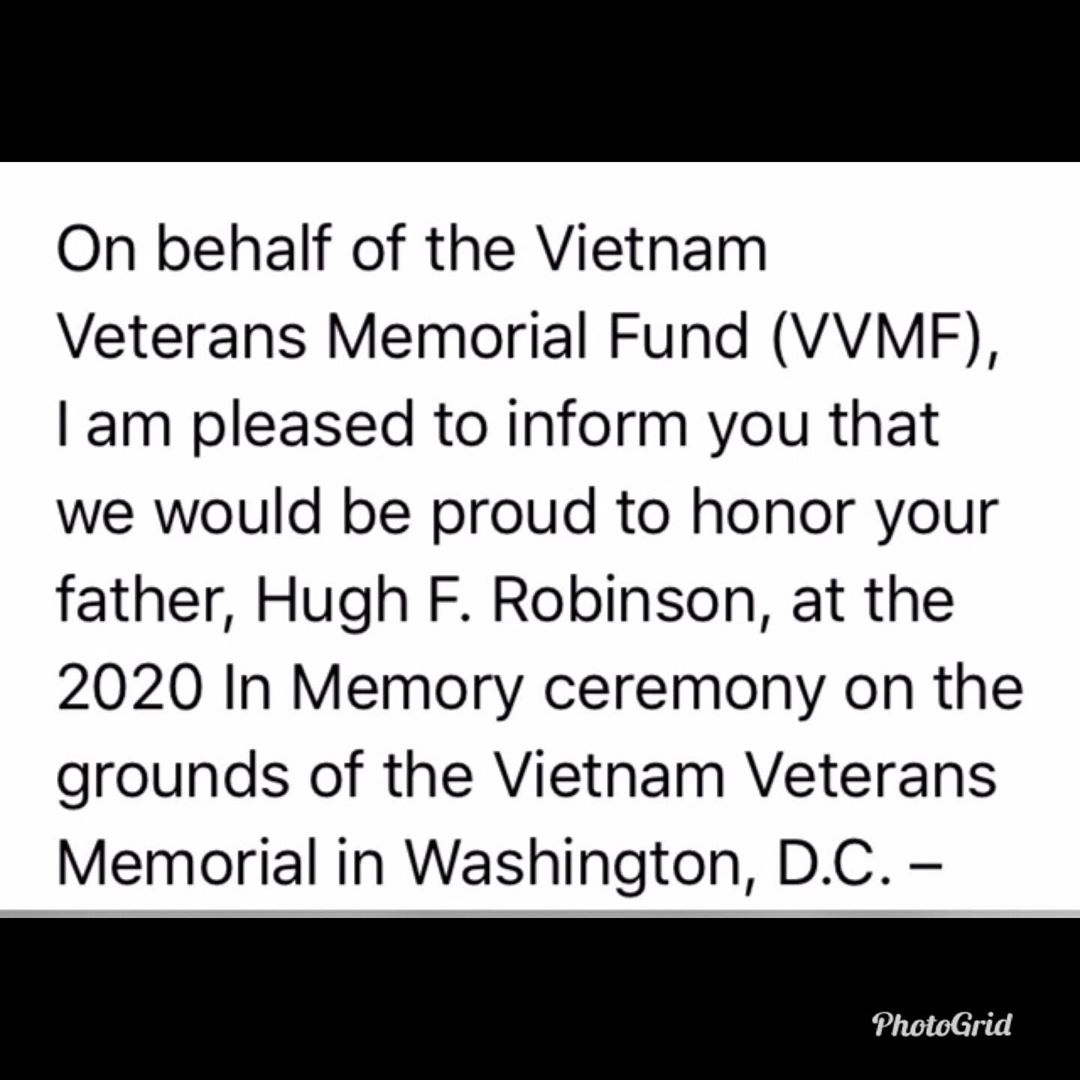 On behalf of the Vietnam
Veterans Memorial Fund (VVMF),
I am pleased to inform you that
we would be proud to honor your
father, Hugh F. Robinson, at the
2020 In Memory ceremony on the
grounds of the Vietnam Veterans
Memorial in Washington, D.C. –
PhotoGrid